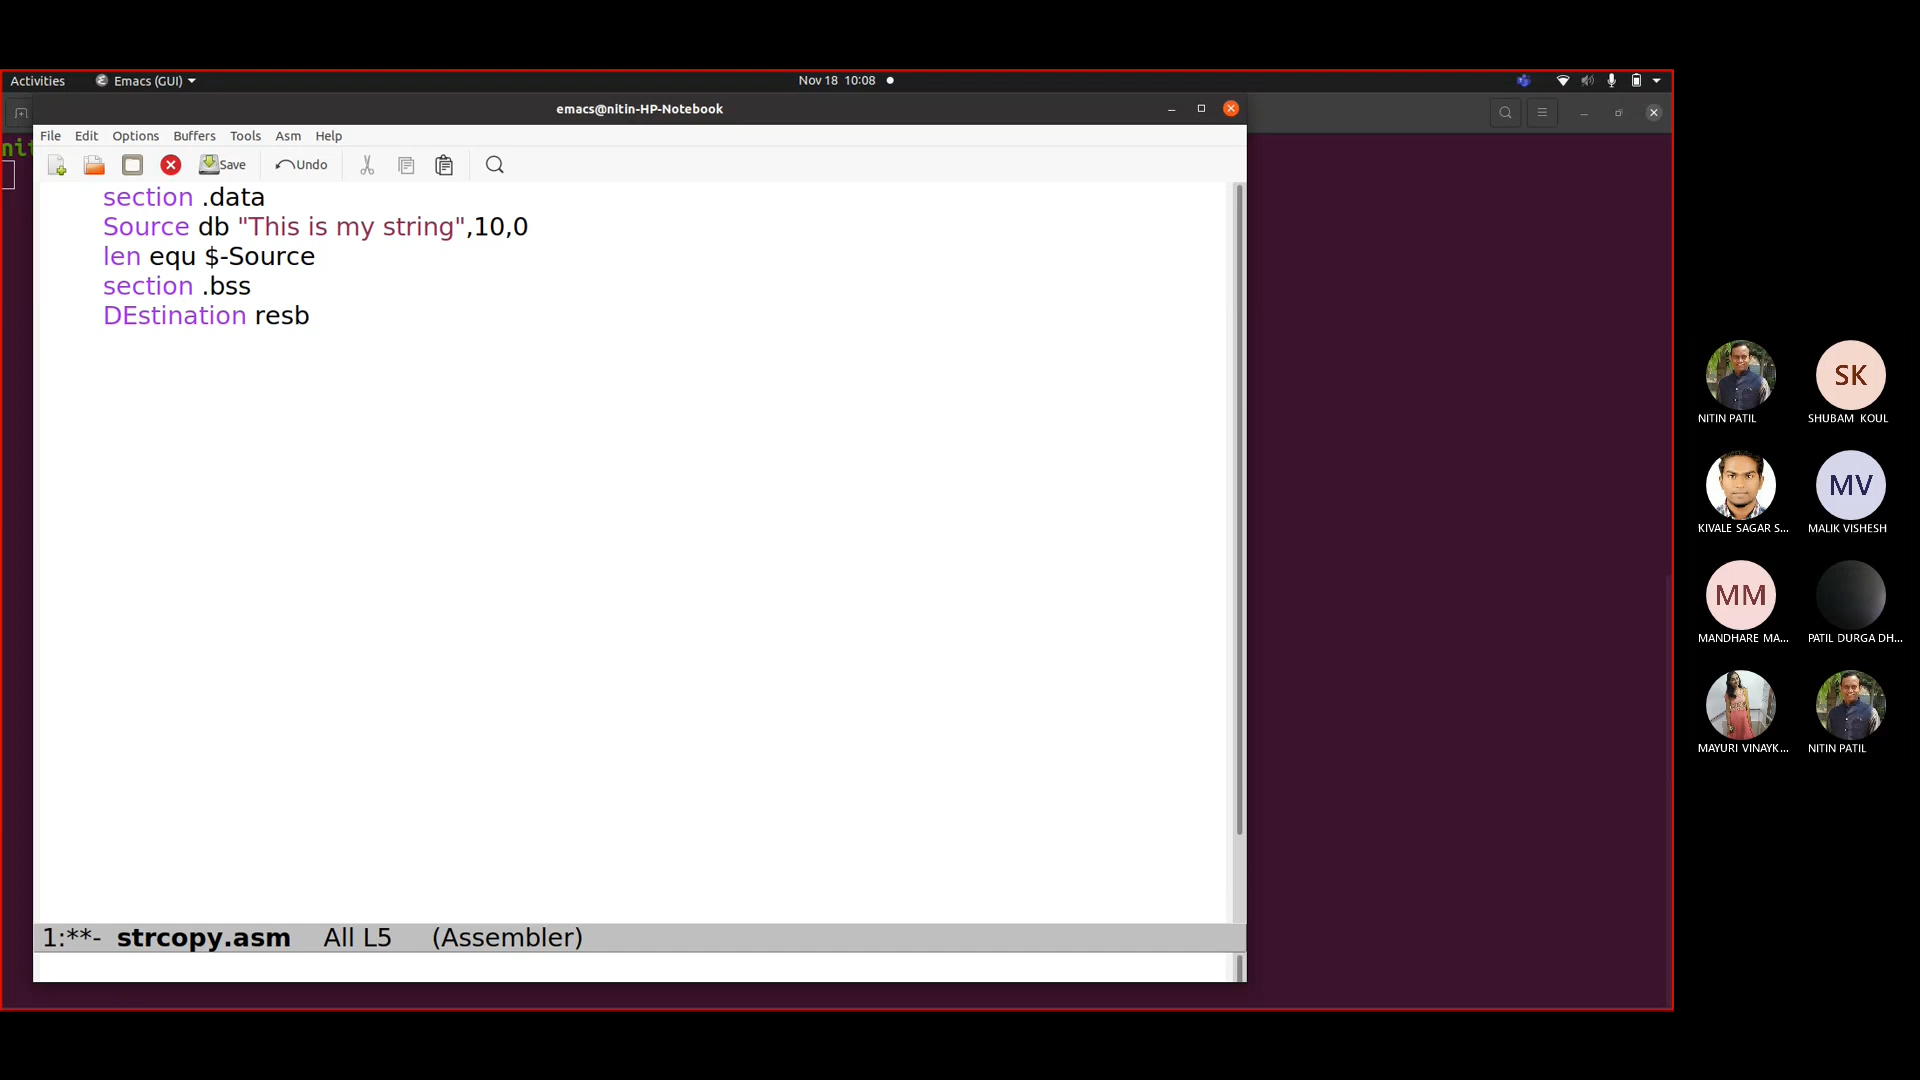 Activities Emacs (GUI) Nov 18 10:08
emacs@nitin-HP-Notebook
File Edit Options Buffers Tools Asm Help
Save Undo
nit
section .data
Source db "This is my string",10,0
len equ $-Source
section .bss
DEstination resb
1:**- strcopy.asm All L5 (Assembler)
NITIN PATIL
SK
SHUBAM KOUL
KIVALE SAGAR S...
MV
MALIK VISHESH
MM
MANDHARE MA...
PATIL DURGA DH...
MAYURI VINAYK...
NITIN PATIL